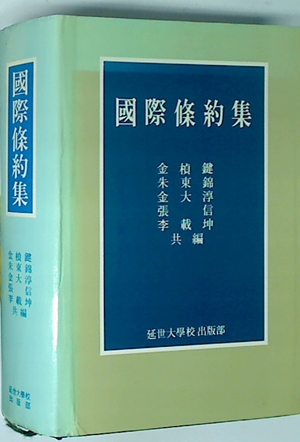 國際條約集
金楨鍵
朱東錦
金大淳
張信
李載坤
共編
延世大學校
出版部
國際條約集
金楨鍵
朱東錦
金大淳
張信
李載坤
共編
延世大學校 出版部